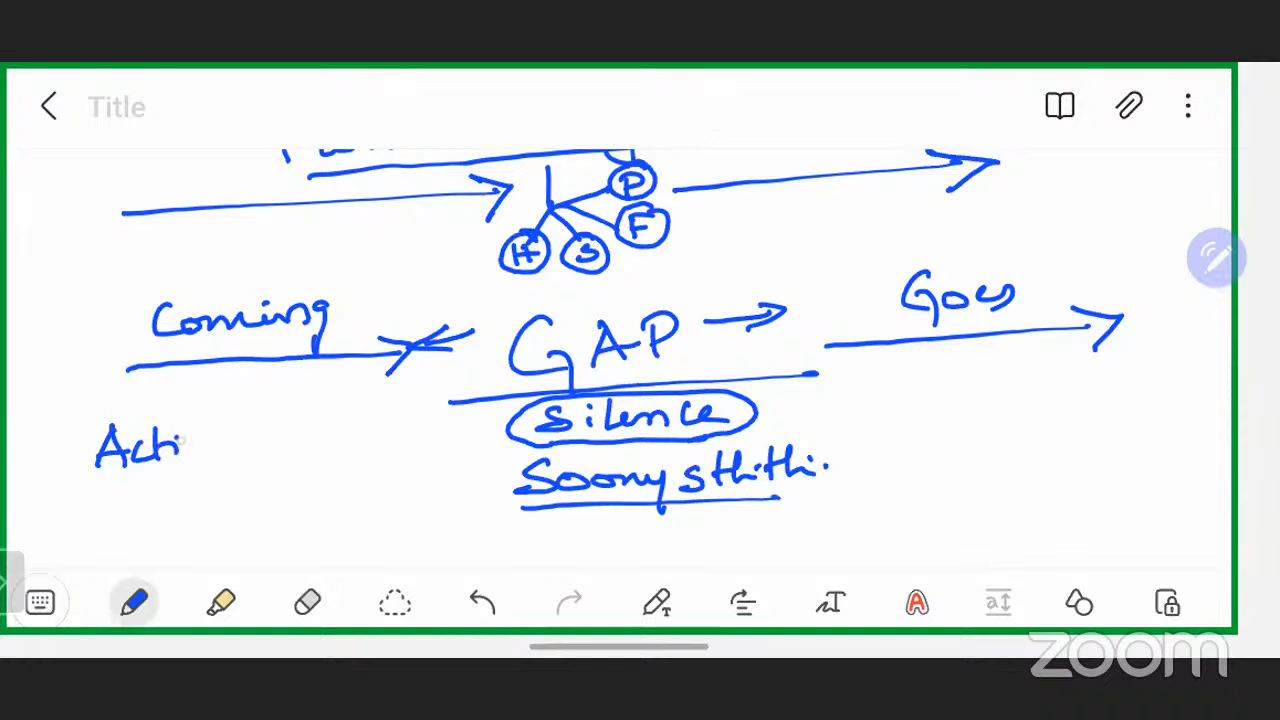 Title
P
F
H S
Coming GAP Goes
Silence
Acti
Soony sthithi.
zoom